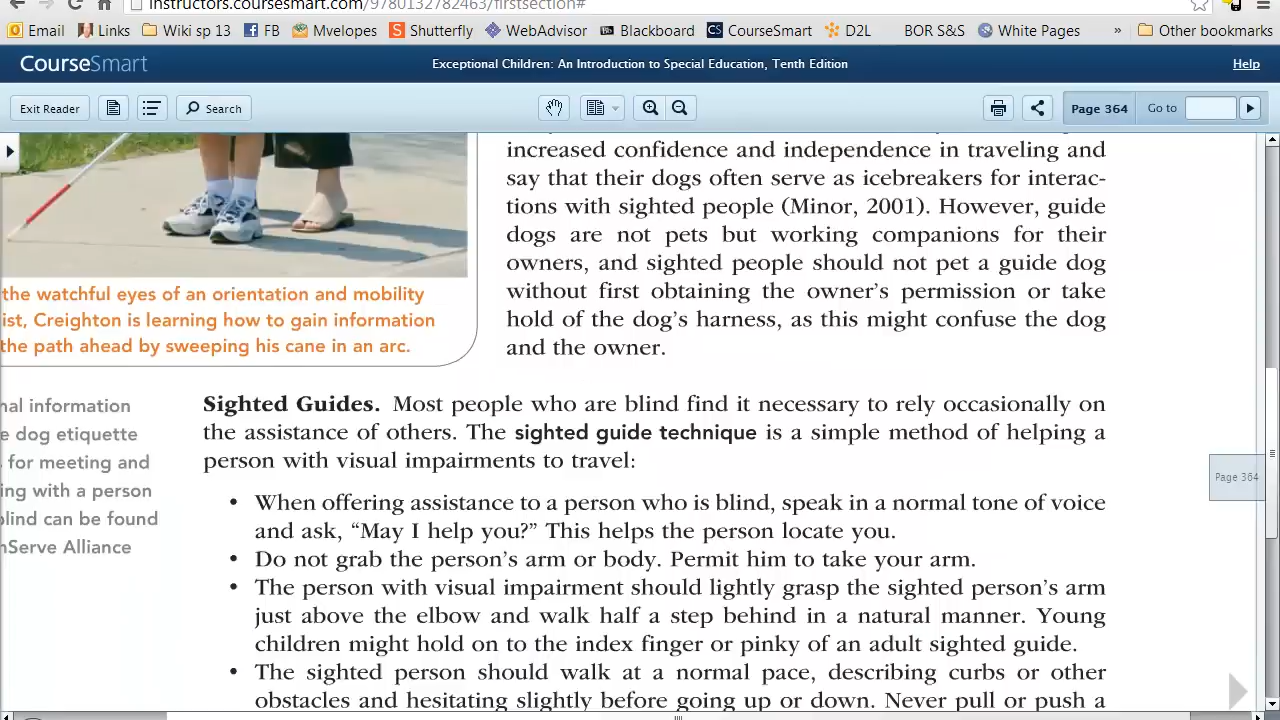 instructors.coursesmart.com/9780132782463/firstsection#
Email Links Wiki sp 13 FB Mvelopes Shutterfly WebAdvisor Blackboard CourseSmart D2L BOR S&S White Pages » Other bookmarks
CourseSmart Exceptional Children: An Introduction to Special Education, Tenth Edition Help
Exit Reader Search Page 364 Go to
increased confidence and independence in traveling and
say that their dogs often serve as icebreakers for interac-
tions with sighted people (Minor, 2001). However, guide
dogs are not pets but working companions for their
owners, and sighted people should not pet a guide dog
without first obtaining the owner's permission or take
hold of the dog's harness, as this might confuse the dog
and the owner.
the watchful eyes of an orientation and mobility
ist, Creighton is learning how to gain information
the path ahead by sweeping his cane in an arc.
nal information
e dog etiquette
for meeting and
ing with a person
blind can be found
nServe Alliance
Sighted Guides. Most people who are blind find it necessary to rely occasionally on
the assistance of others. The sighted guide technique is a simple method of helping a
person with visual impairments to travel:
• When offering assistance to a person who is blind, speak in a normal tone of voice
and ask, “May I help you?” This helps the person locate you.
• Do not grab the person's arm or body. Permit him to take your arm.
• The person with visual impairment should lightly grasp the sighted person's arm
just above the elbow and walk half a step behind in a natural manner. Young
children might hold on to the index finger or pinky of an adult sighted guide.
• The sighted person should walk at a normal pace, describing curbs or other
obstacles and hesitating slightly before going up or down. Never pull or push a
Page 364